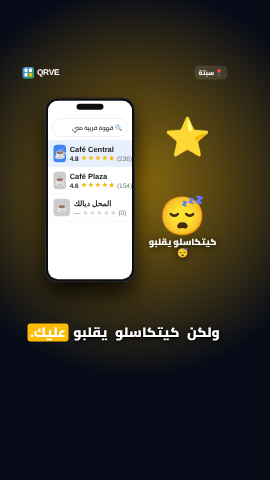 QRVE
📍 سبتة
🔍 قهوة قريبة مني
Café Central
4.8 ★★★★★ (236)
Café Plaza
4.6 ★★★★★ (154)
المحل ديالك
— ★★★★★ (0)
كيتكاسلو يقلبو
😴
ولكن كيتكاسلو يقلبو عليك.